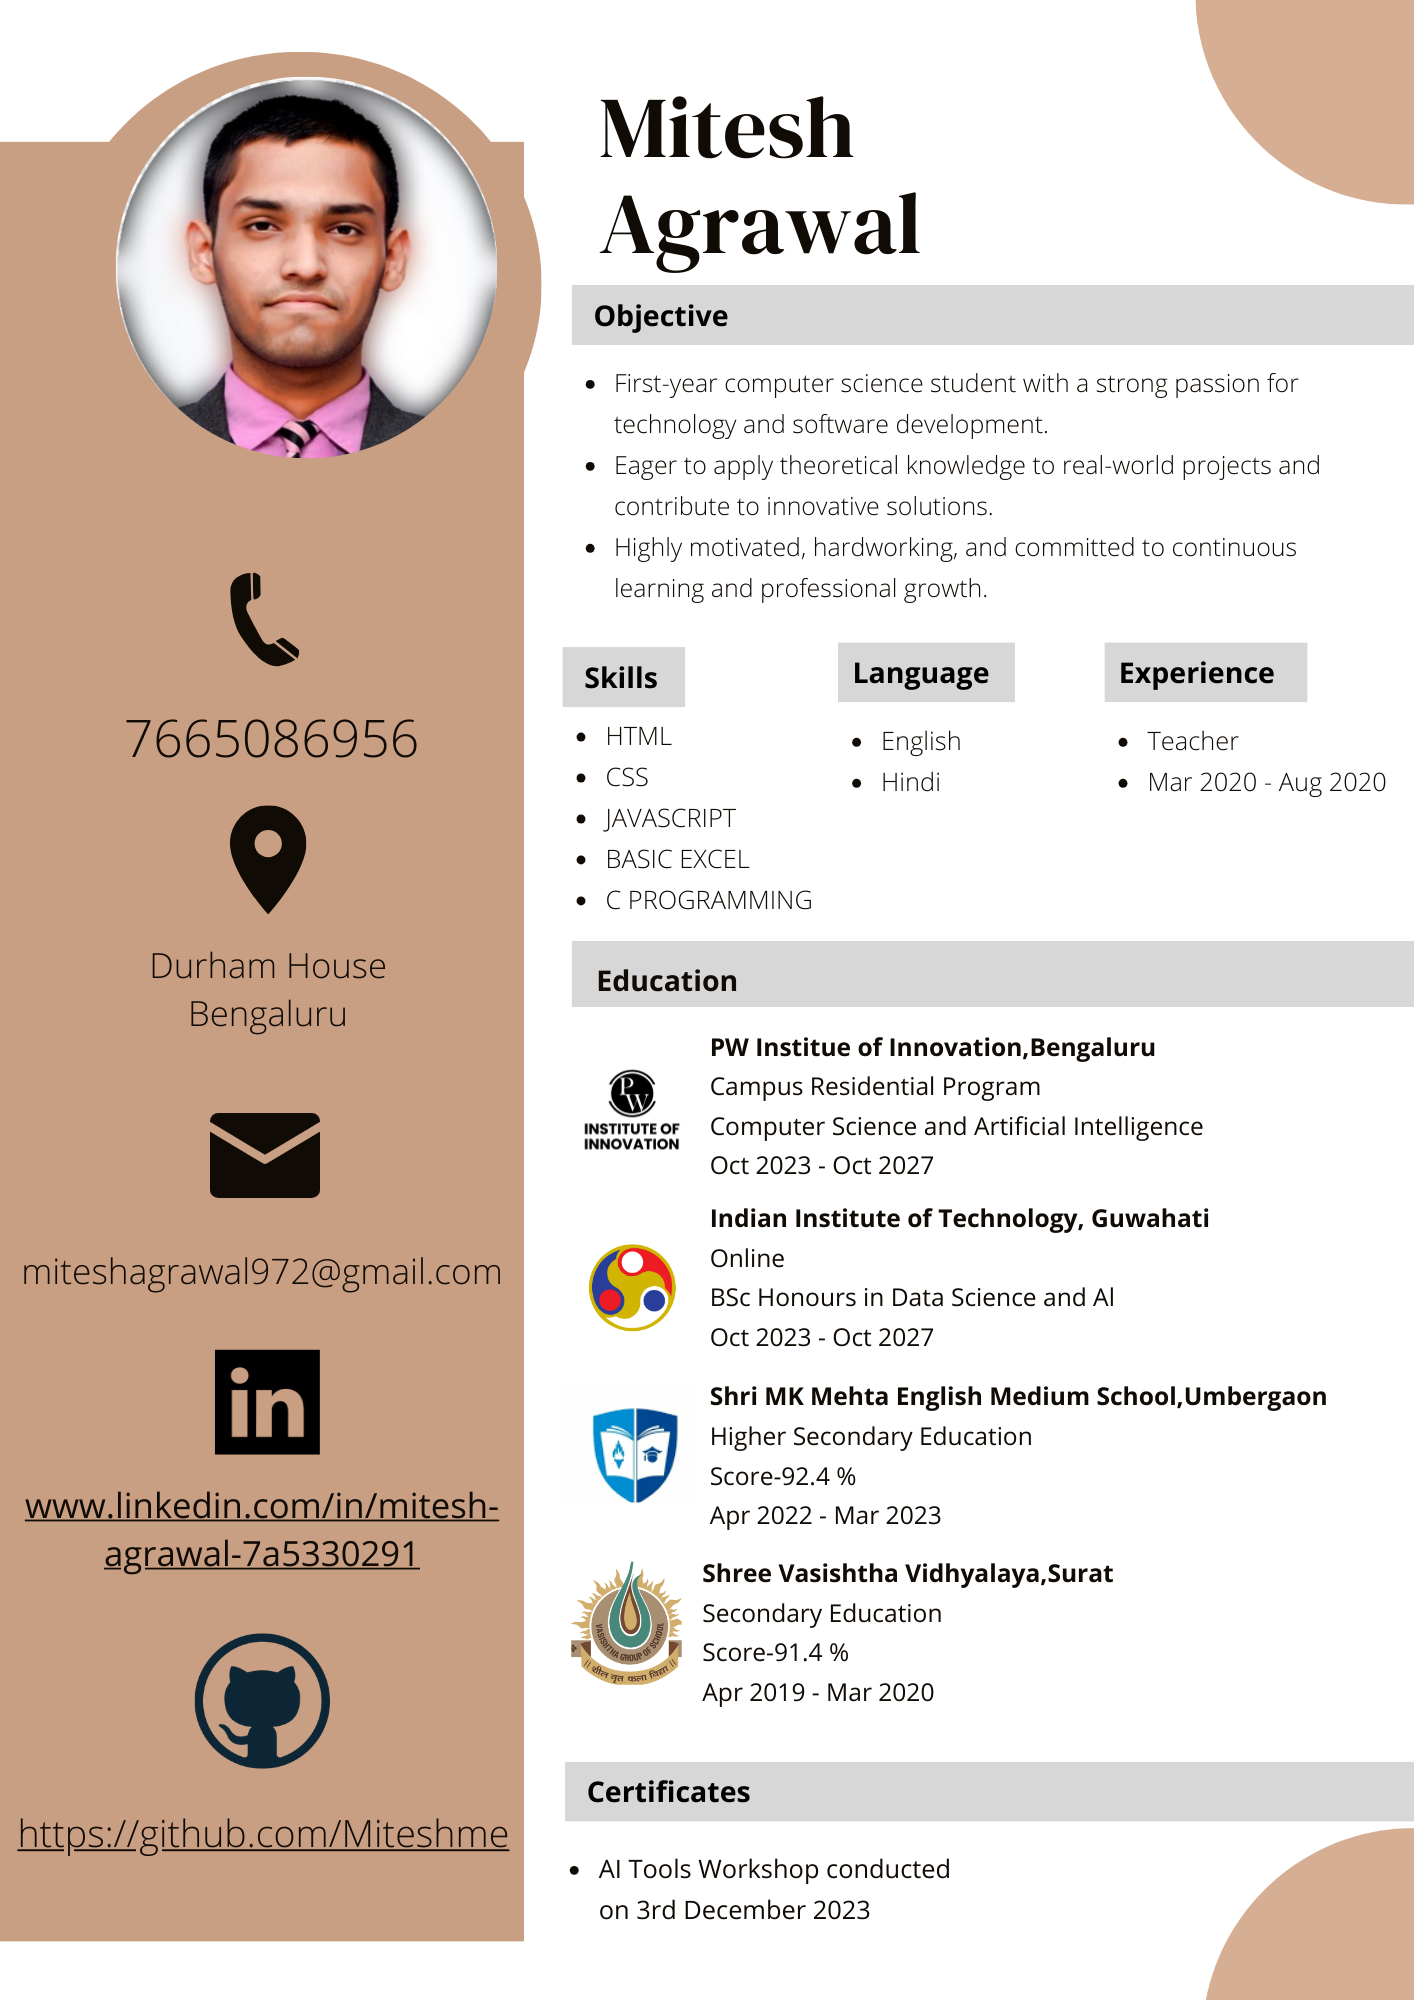 Mitesh
Agrawal
7665086956
Durham House
Bengaluru
miteshagrawal972@gmail.com
in
www.linkedin.com/in/mitesh-
agrawal-7a5330291
https://github.com/Miteshme
Objective
First-year computer science student with a strong passion for
technology and software development.
Eager to apply theoretical knowledge to real-world projects and
contribute to innovative solutions.
Highly motivated, hardworking, and committed to continuous
learning and professional growth.
Skills
HTML
CSS
JAVASCRIPT
BASIC EXCEL
C PROGRAMMING
Language
English
Hindi
Experience
Teacher
Mar 2020 - Aug 2020
Education
PW
INSTITUTE OF
INNOVATION
PW Institue of Innovation,Bengaluru
Campus Residential Program
Computer Science and Artificial Intelligence
Oct 2023 - Oct 2027
Indian Institute of Technology, Guwahati
Online
BSc Honours in Data Science and Al
Oct 2023 - Oct 2027
Shri MK Mehta English Medium School,Umbergaon
Higher Secondary Education
Score-92.4 %
Apr 2022 - Mar 2023
VASISHTHA GROUP OF SCHOOL
|| सील वृत फला विद्या ||
Shree Vasishtha Vidhyalaya,Surat
Secondary Education
Score-91.4 %
Apr 2019 - Mar 2020
Certificates
AI Tools Workshop conducted
on 3rd December 2023